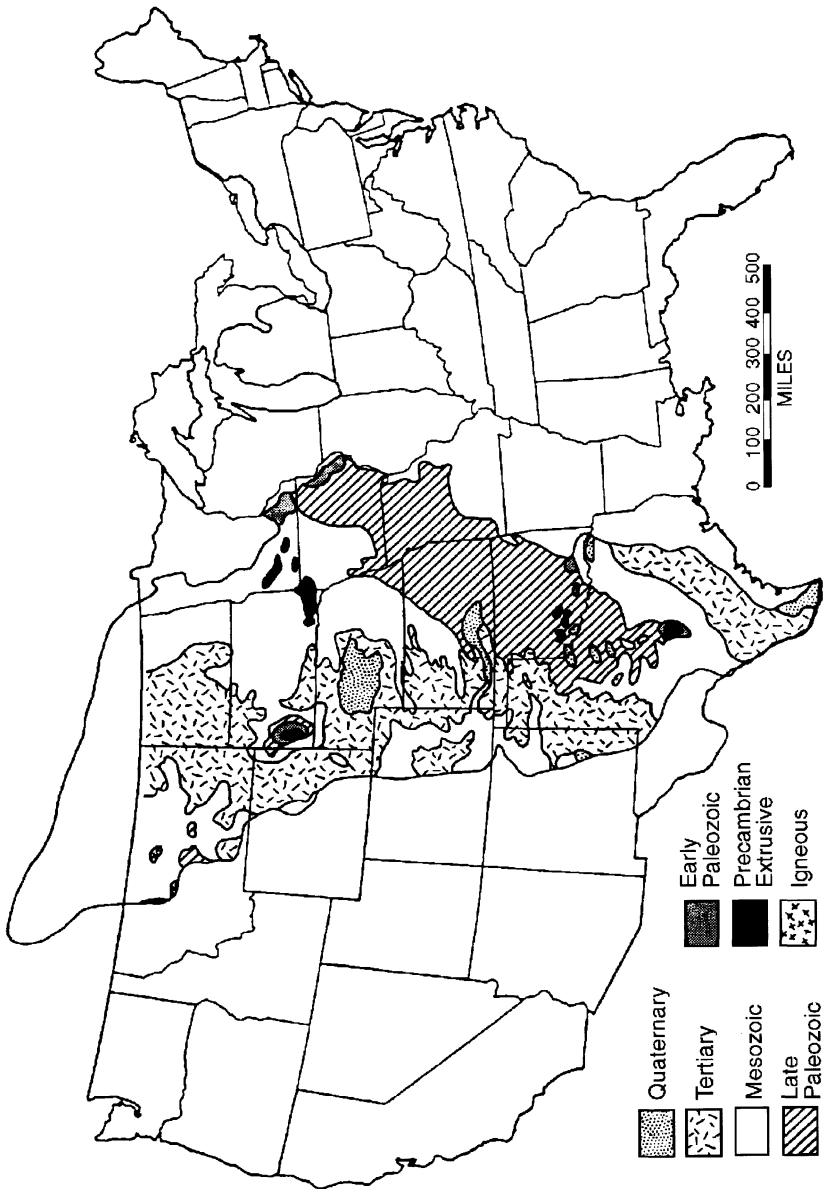 0 100 200 300 400 500
MILES
Quaternary
Tertiary
Mesozoic
Late
Paleozoic
Early
Paleozoic
Precambrian
Extrusive
Igneous